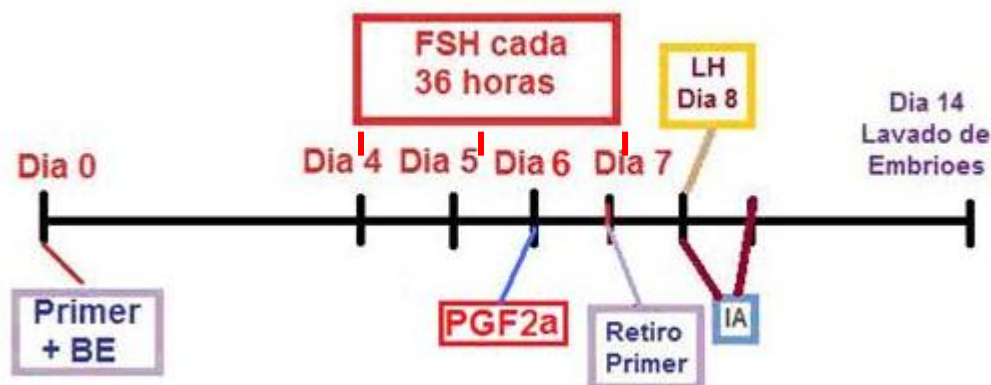 FSH cada
36 horas
LH
Dia 8
Dia 14
Lavado de
Embrioes
Dia 0
Dia 4
Dia 5
Dia 6
Dia 7
Primer
+ BE
PGF2a
Retiro
Primer
IA